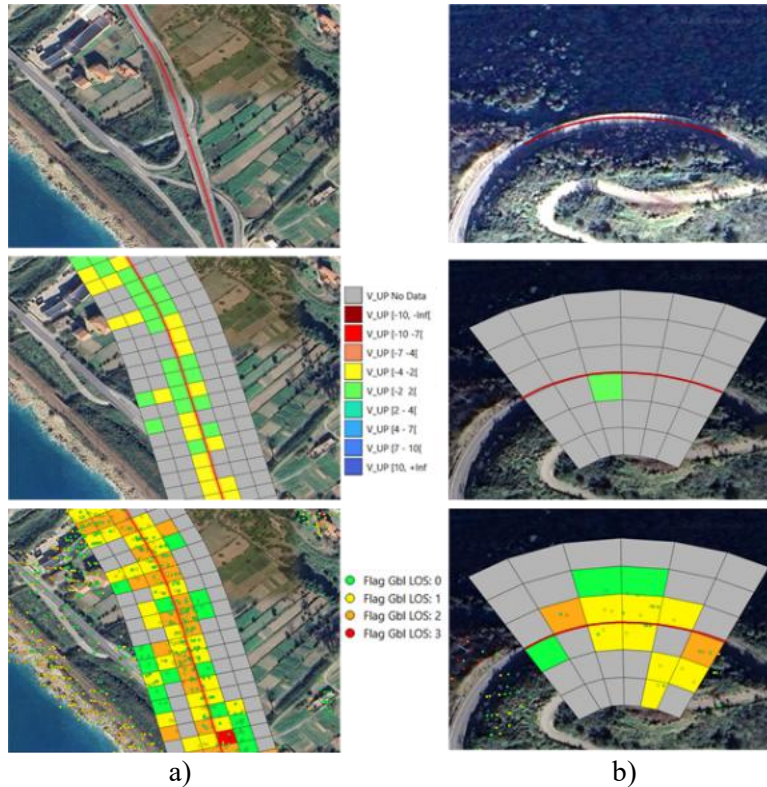 V_UP No Data
V_UP [-10, -Inf[
V_UP [-10 -7[
V_UP [-7 -4[
V_UP [-4 -2[
V_UP [-2 2[
V_UP [2 - 4[
V_UP [4 - 7[
V_UP [7 - 10[
V_UP [10, +Inf
Flag Gbl LOS: 0
Flag Gbl LOS: 1
Flag Gbl LOS: 2
Flag Gbl LOS: 3
a)
b)